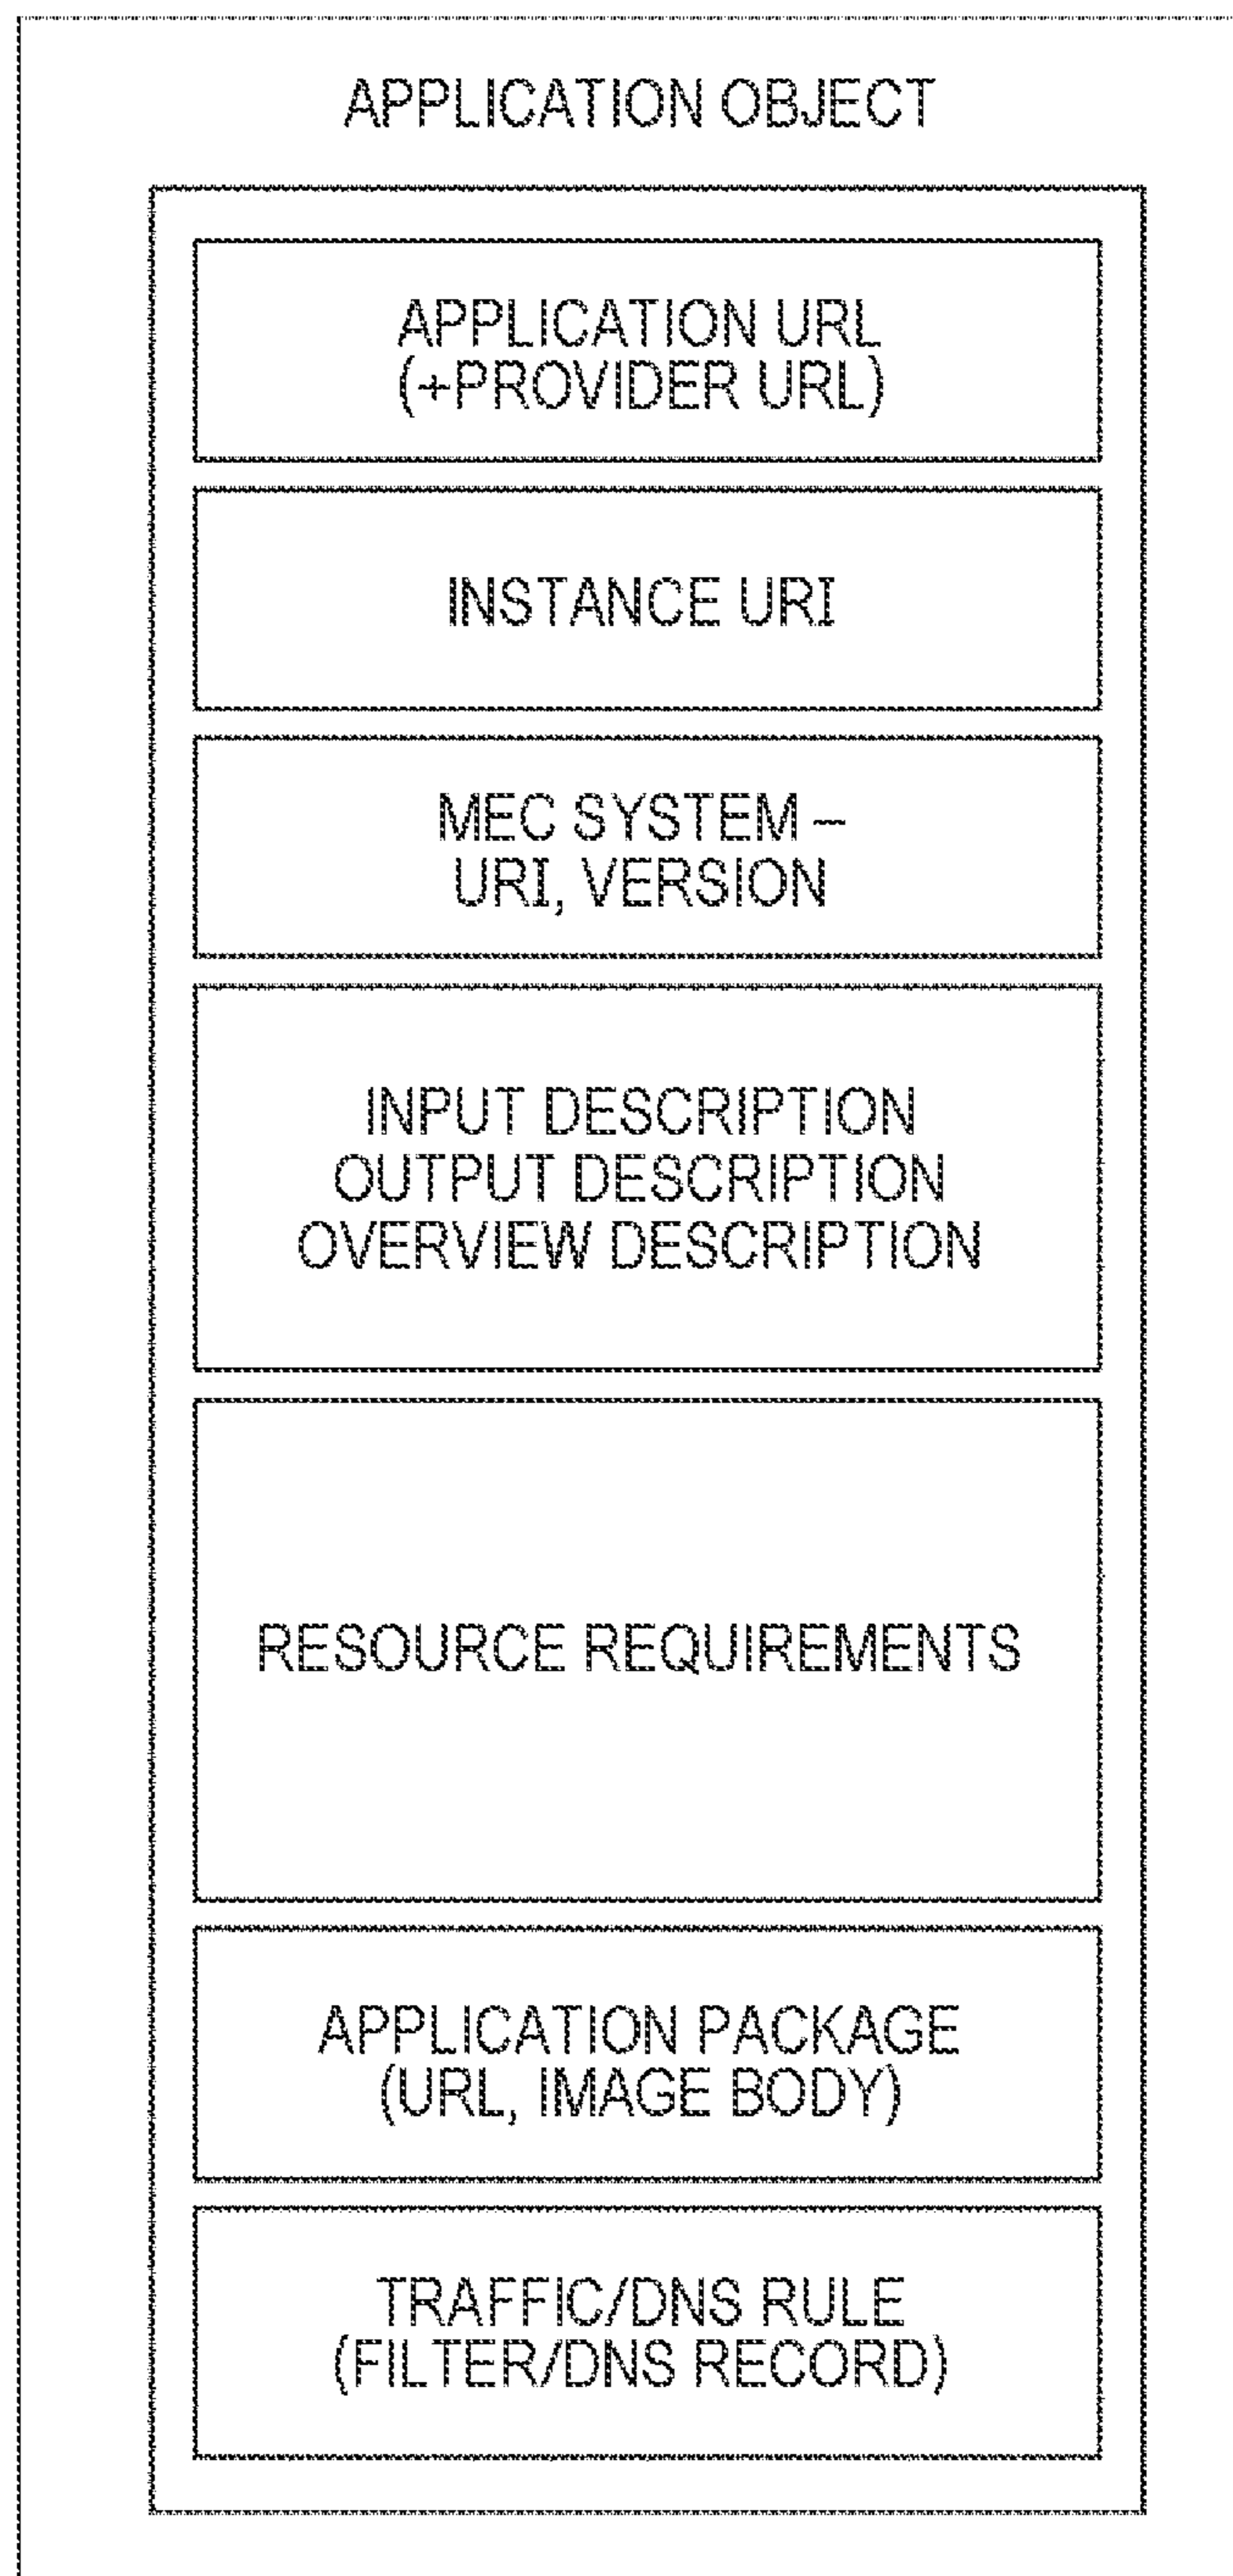 APPLICATION OBJECT
APPLICATION URL
(+PROVIDER URL)
INSTANCE URI
MEC SYSTEM –
URI, VERSION
INPUT DESCRIPTION
OUTPUT DESCRIPTION
OVERVIEW DESCRIPTION
RESOURCE REQUIREMENTS
APPLICATION PACKAGE
(URL, IMAGE BODY)
TRAFFIC/DNS RULE
(FILTER/DNS RECORD)